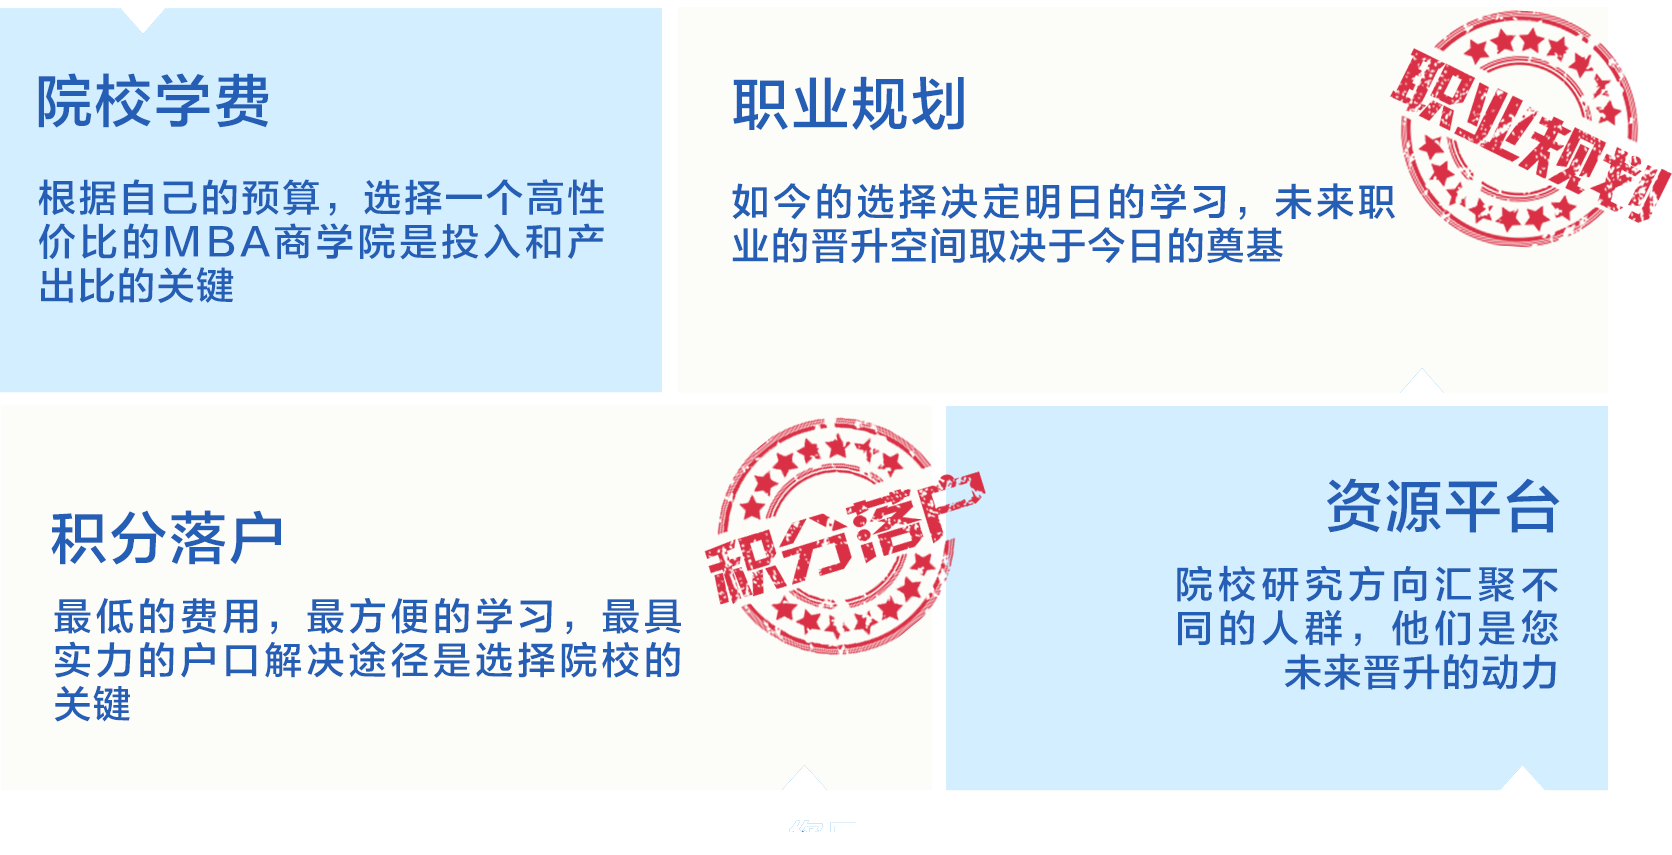 院校学费
根据自己的预算，选择一个高性
价比的MBA商学院是投入和产
出比的关键
职业规划
如今的选择决定明日的学习，未来职
业的晋升空间取决于今日的奠基
职业规划
积分落户
最低的费用，最方便的学习，最具
实力的户口解决途径是选择院校的
关键
积分落户
资源平台
院校研究方向汇聚不
同的人群，他们是您
未来晋升的动力